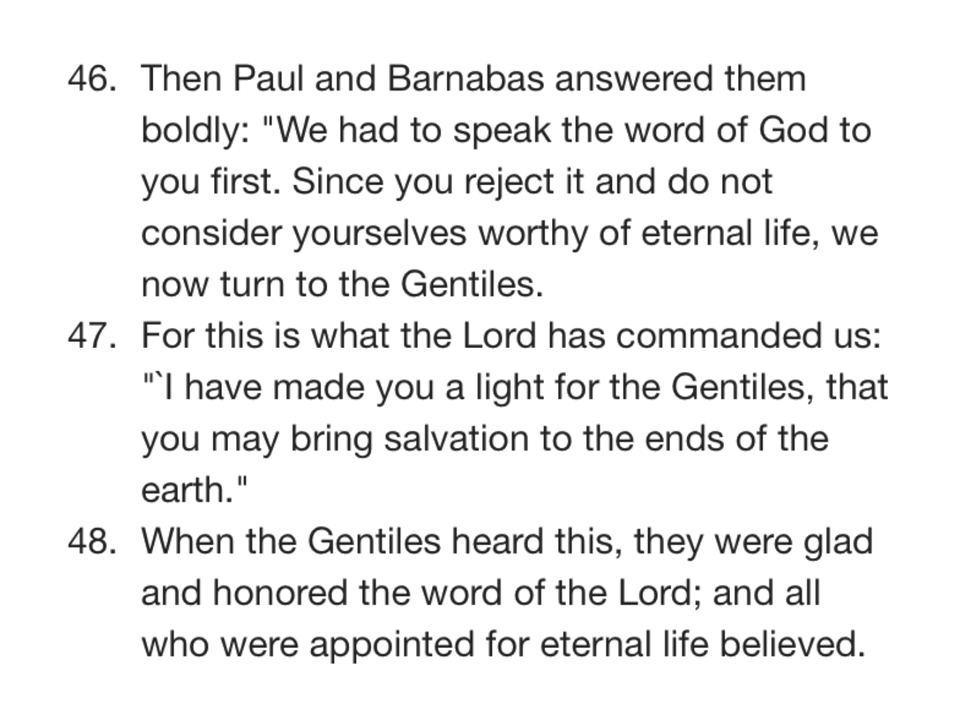 46. Then Paul and Barnabas answered them
boldly: "We had to speak the word of God to
you first. Since you reject it and do not
consider yourselves worthy of eternal life, we
now turn to the Gentiles.
47. For this is what the Lord has commanded us:
"`I have made you a light for the Gentiles, that
you may bring salvation to the ends of the
earth."
48. When the Gentiles heard this, they were glad
and honored the word of the Lord; and all
who were appointed for eternal life believed.